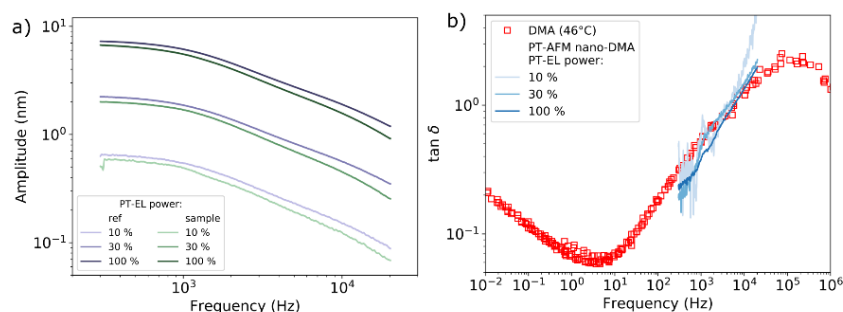 a)
Amplitude (nm)
10¹
10⁰
10⁻¹
PT-EL power:
ref sample
10 % 10 %
30 % 30 %
100 % 100 %
10³ 10⁴
Frequency (Hz)
b)
tan δ
10⁰
10⁻¹
DMA (46°C)
PT-AFM nano-DMA
PT-EL power:
10 %
30 %
100 %
10⁻² 10⁻¹ 10⁰ 10¹ 10² 10³ 10⁴ 10⁵ 10⁶
Frequency (Hz)